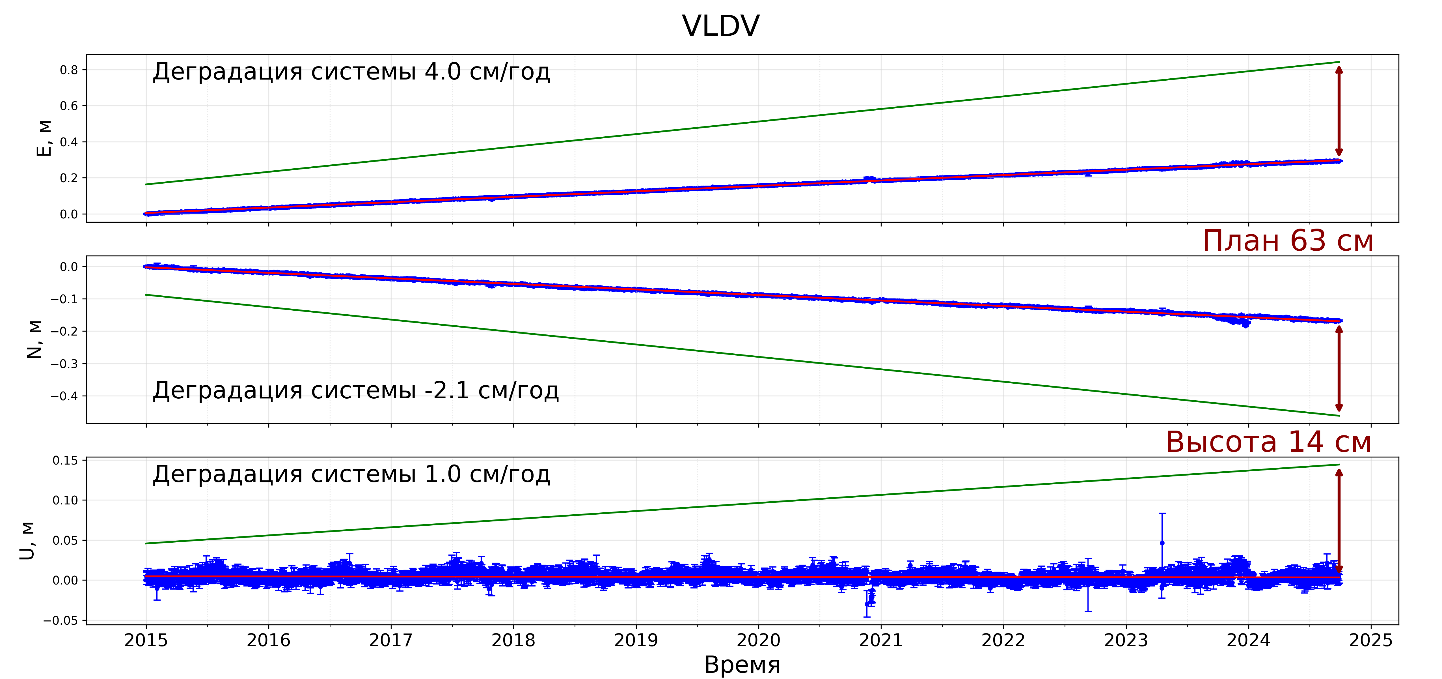 VLDV
Деградация системы 4.0 см/год
0.8
0.6
0.4
0.2
0.0
E, м
План 63 см
0.0
−0.1
−0.2
−0.3
−0.4
N, м
Деградация системы -2.1 см/год
Высота 14 см
0.15
0.10
0.05
0.00
−0.05
U, м
Деградация системы 1.0 см/год
2015 2016 2017 2018 2019 2020 2021 2022 2023 2024 2025
Время